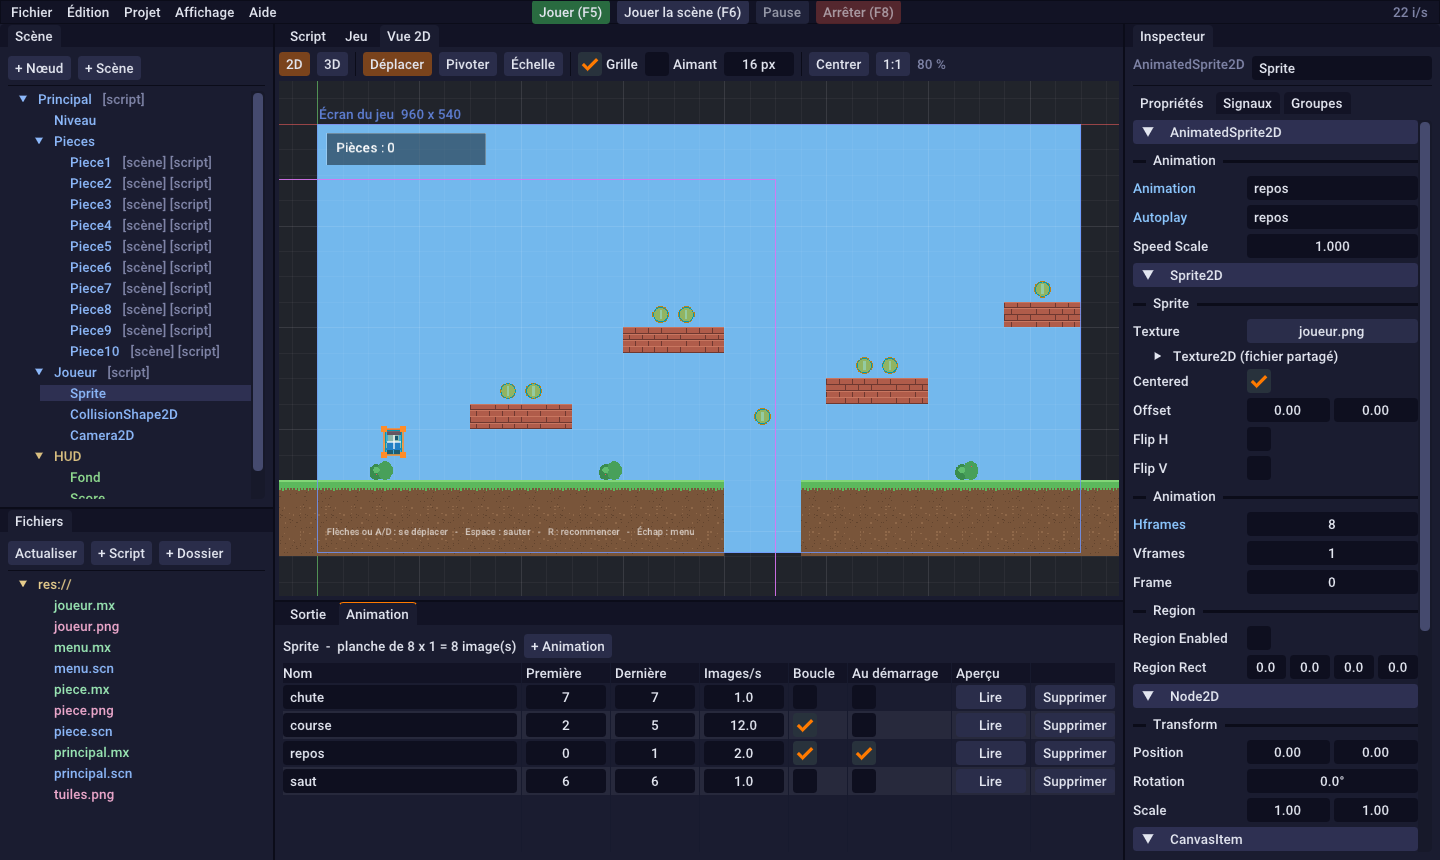 Fichier Édition Projet Affichage Aide Jouer (F5) Jouer la scène (F6) Pause Arrêter (F8) 22 i/s
Scène
+ Nœud + Scène
Principal [script]
Niveau
Pieces
Piece1 [scène] [script]
Piece2 [scène] [script]
Piece3 [scène] [script]
Piece4 [scène] [script]
Piece5 [scène] [script]
Piece6 [scène] [script]
Piece7 [scène] [script]
Piece8 [scène] [script]
Piece9 [scène] [script]
Piece10 [scène] [script]
Joueur [script]
Sprite
CollisionShape2D
Camera2D
HUD
Fond
Score
Fichiers
Actualiser + Script + Dossier
res://
joueur.mx
joueur.png
menu.mx
menu.scn
piece.mx
piece.png
piece.scn
principal.mx
principal.scn
tuiles.png
Script Jeu Vue 2D
2D 3D Déplacer Pivoter Échelle Grille Aimant 16 px Centrer 1:1 80 %
Écran du jeu 960 x 540
Pièces : 0
Flèches ou A/D : se déplacer - Espace : sauter - R : recommencer - Échap : menu
Sortie Animation
Sprite - planche de 8 x 1 = 8 image(s) + Animation
Nom Première Dernière Images/s Boucle Au démarrage Aperçu
chute 7 7 1.0 Lire Supprimer
course 2 5 12.0 Lire Supprimer
repos 0 1 2.0 Lire Supprimer
saut 6 6 1.0 Lire Supprimer
Inspecteur
AnimatedSprite2D Sprite
Propriétés Signaux Groupes
AnimatedSprite2D
Animation
Animation repos
Autoplay repos
Speed Scale 1.000
Sprite2D
Sprite
Texture joueur.png
Texture2D (fichier partagé)
Centered
Offset 0.00 0.00
Flip H
Flip V
Animation
Hframes 8
Vframes 1
Frame 0
Region
Region Enabled
Region Rect 0.0 0.0 0.0 0.0
Node2D
Transform
Position 0.00 0.00
Rotation 0.0°
Scale 1.00 1.00
CanvasItem